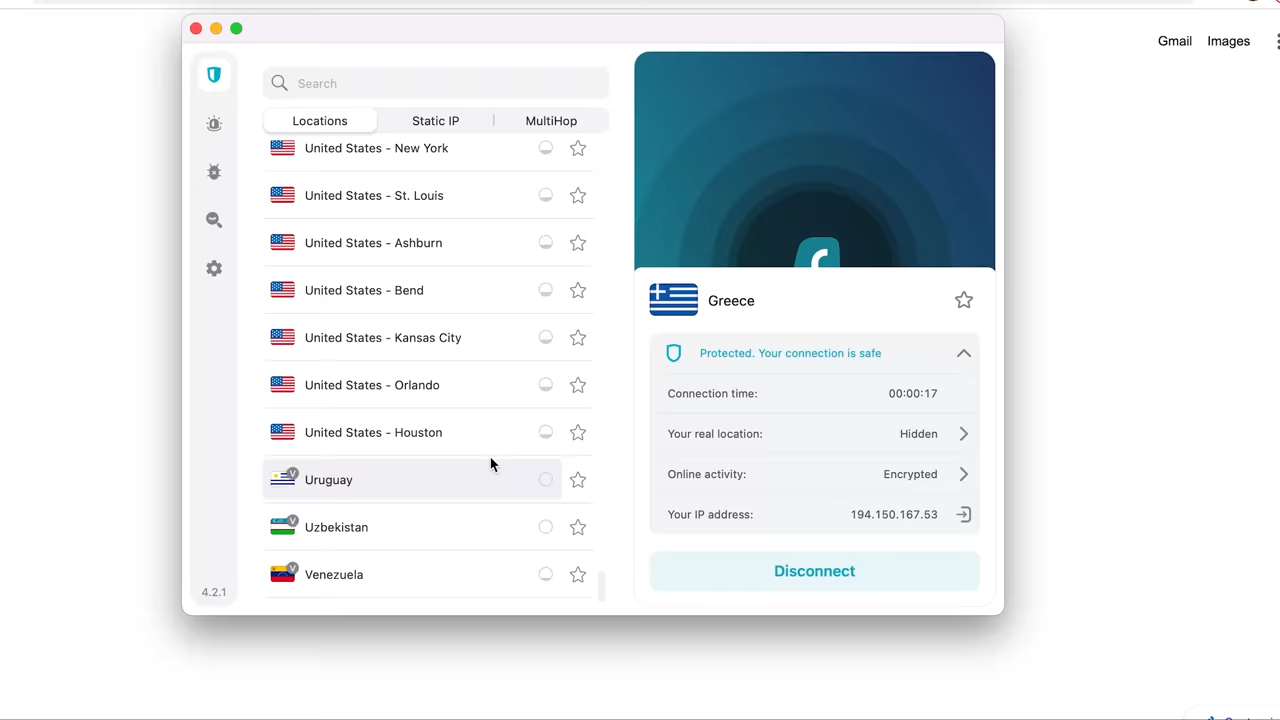 Gmail Images
Search
Locations Static IP MultiHop
United States - New York
United States - St. Louis
United States - Ashburn
United States - Bend
United States - Kansas City
United States - Orlando
United States - Houston
V Uruguay
V Uzbekistan
V Venezuela
4.2.1
Greece
Protected. Your connection is safe
Connection time: 00:00:17
Your real location: Hidden
Online activity: Encrypted
Your IP address: 194.150.167.53
Disconnect